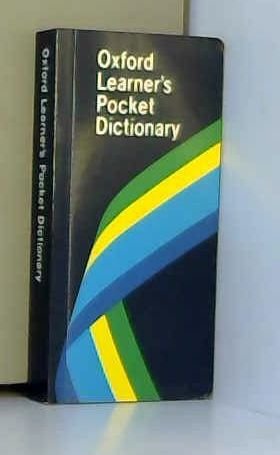 Oxford
Learner's
Pocket
Dictionary
Oxford Learner's Pocket Dictionary